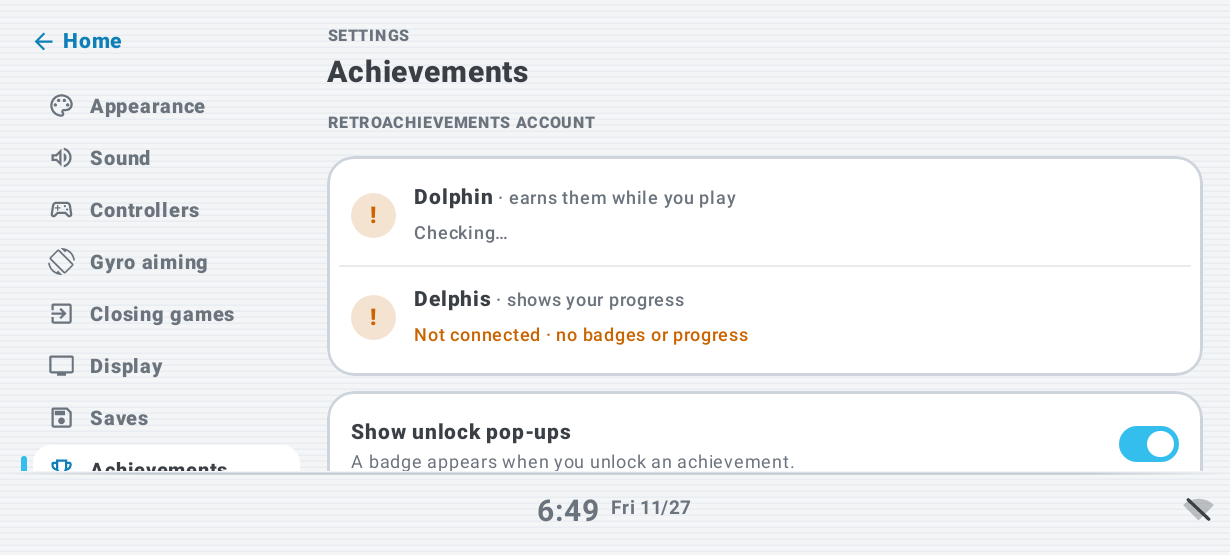 Home
Appearance
Sound
Controllers
Gyro aiming
Closing games
Display
Saves
Achievements
SETTINGS
Achievements
RETROACHIEVEMENTS ACCOUNT
!
Dolphin · earns them while you play
Checking…
!
Delphis · shows your progress
Not connected · no badges or progress
Show unlock pop-ups
A badge appears when you unlock an achievement.
6:49 Fri 11/27